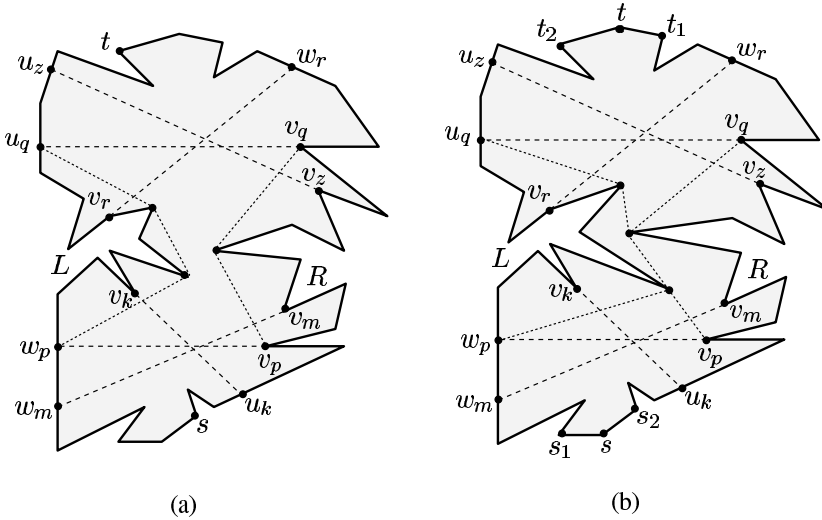 t
u_z
w_r
u_q
v_q
v_z
v_r
L
R
v_k
v_m
w_p
v_p
w_m
u_k
s
(a)
t
t_2
t_1
u_z
w_r
u_q
v_q
v_z
v_r
L
R
v_k
v_m
w_p
v_p
w_m
u_k
s_1
s
s_2
(b)